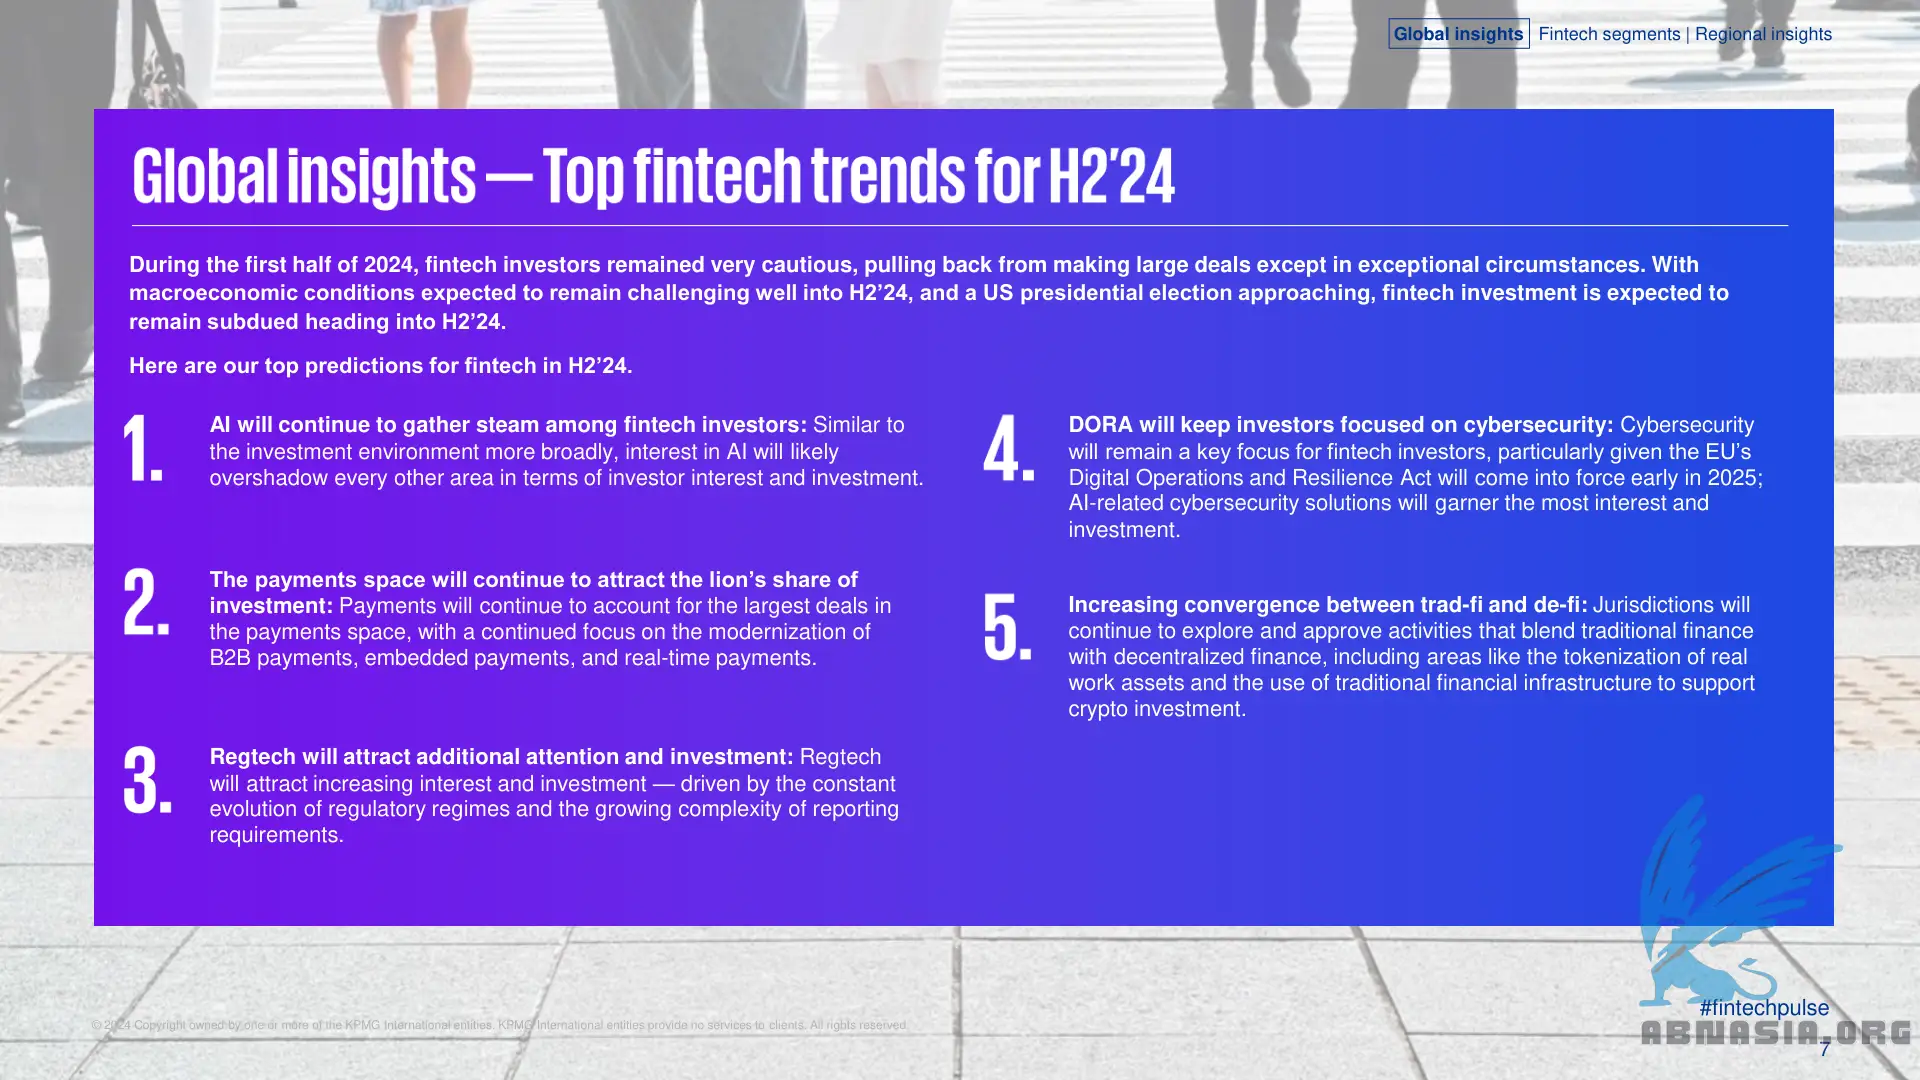 Global insights Fintech segments | Regional insights
Global insights — Top fintech trends for H2'24
During the first half of 2024, fintech investors remained very cautious, pulling back from making large deals except in exceptional circumstances. With
macroeconomic conditions expected to remain challenging well into H2’24, and a US presidential election approaching, fintech investment is expected to
remain subdued heading into H2’24.
Here are our top predictions for fintech in H2’24.
1.
AI will continue to gather steam among fintech investors: Similar to
the investment environment more broadly, interest in AI will likely
overshadow every other area in terms of investor interest and investment.
2.
The payments space will continue to attract the lion’s share of
investment: Payments will continue to account for the largest deals in
the payments space, with a continued focus on the modernization of
B2B payments, embedded payments, and real-time payments.
3.
Regtech will attract additional attention and investment: Regtech
will attract increasing interest and investment — driven by the constant
evolution of regulatory regimes and the growing complexity of reporting
requirements.
4.
DORA will keep investors focused on cybersecurity: Cybersecurity
will remain a key focus for fintech investors, particularly given the EU’s
Digital Operations and Resilience Act will come into force early in 2025;
AI-related cybersecurity solutions will garner the most interest and
investment.
5.
Increasing convergence between trad-fi and de-fi: Jurisdictions will
continue to explore and approve activities that blend traditional finance
with decentralized finance, including areas like the tokenization of real
work assets and the use of traditional financial infrastructure to support
crypto investment.
#fintechpulse
© 2024 Copyright owned by one or more of the KPMG International entities. KPMG International entities provide no services to clients. All rights reserved.
ABNASIA.ORG
7